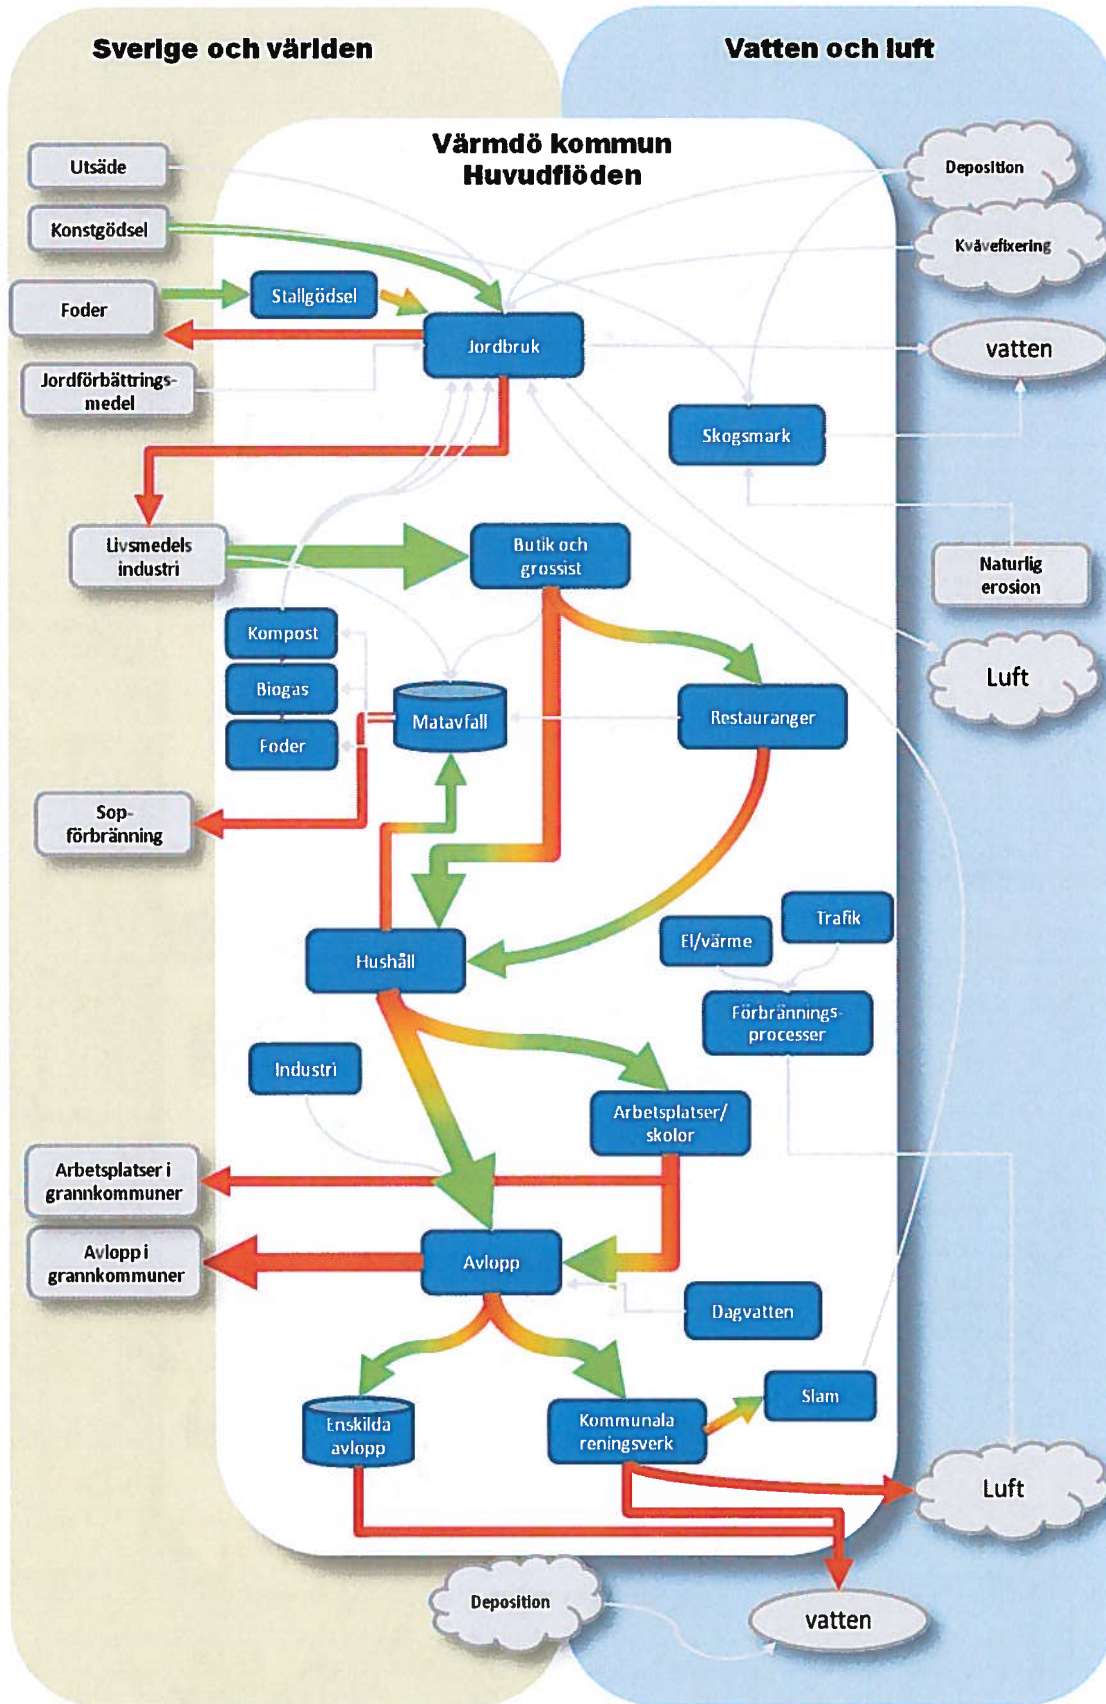 Sverige och världen
Vatten och luft
Värmdö kommun
Huvudflöden
Utsäde
Deposition
Konstgödsel
Kvävefixering
Foder
Stallgödsel
Jordbruk
vatten
Jordförbättrings-
medel
Skogsmark
Livsmedels
industri
Butik och
grossist
Naturlig
erosion
Kompost
Biogas
Foder
Matavfall
Restauranger
Luft
Sop-
förbränning
Hushåll
El/värme
Trafik
Förbrännings-
processer
Industri
Arbetsplatser/
skolor
Arbetsplatser i
grannkommuner
Avlopp i
grannkommuner
Avlopp
Dagvatten
Enskilda
avlopp
Kommunala
reningsverk
Slam
Luft
Deposition
vatten